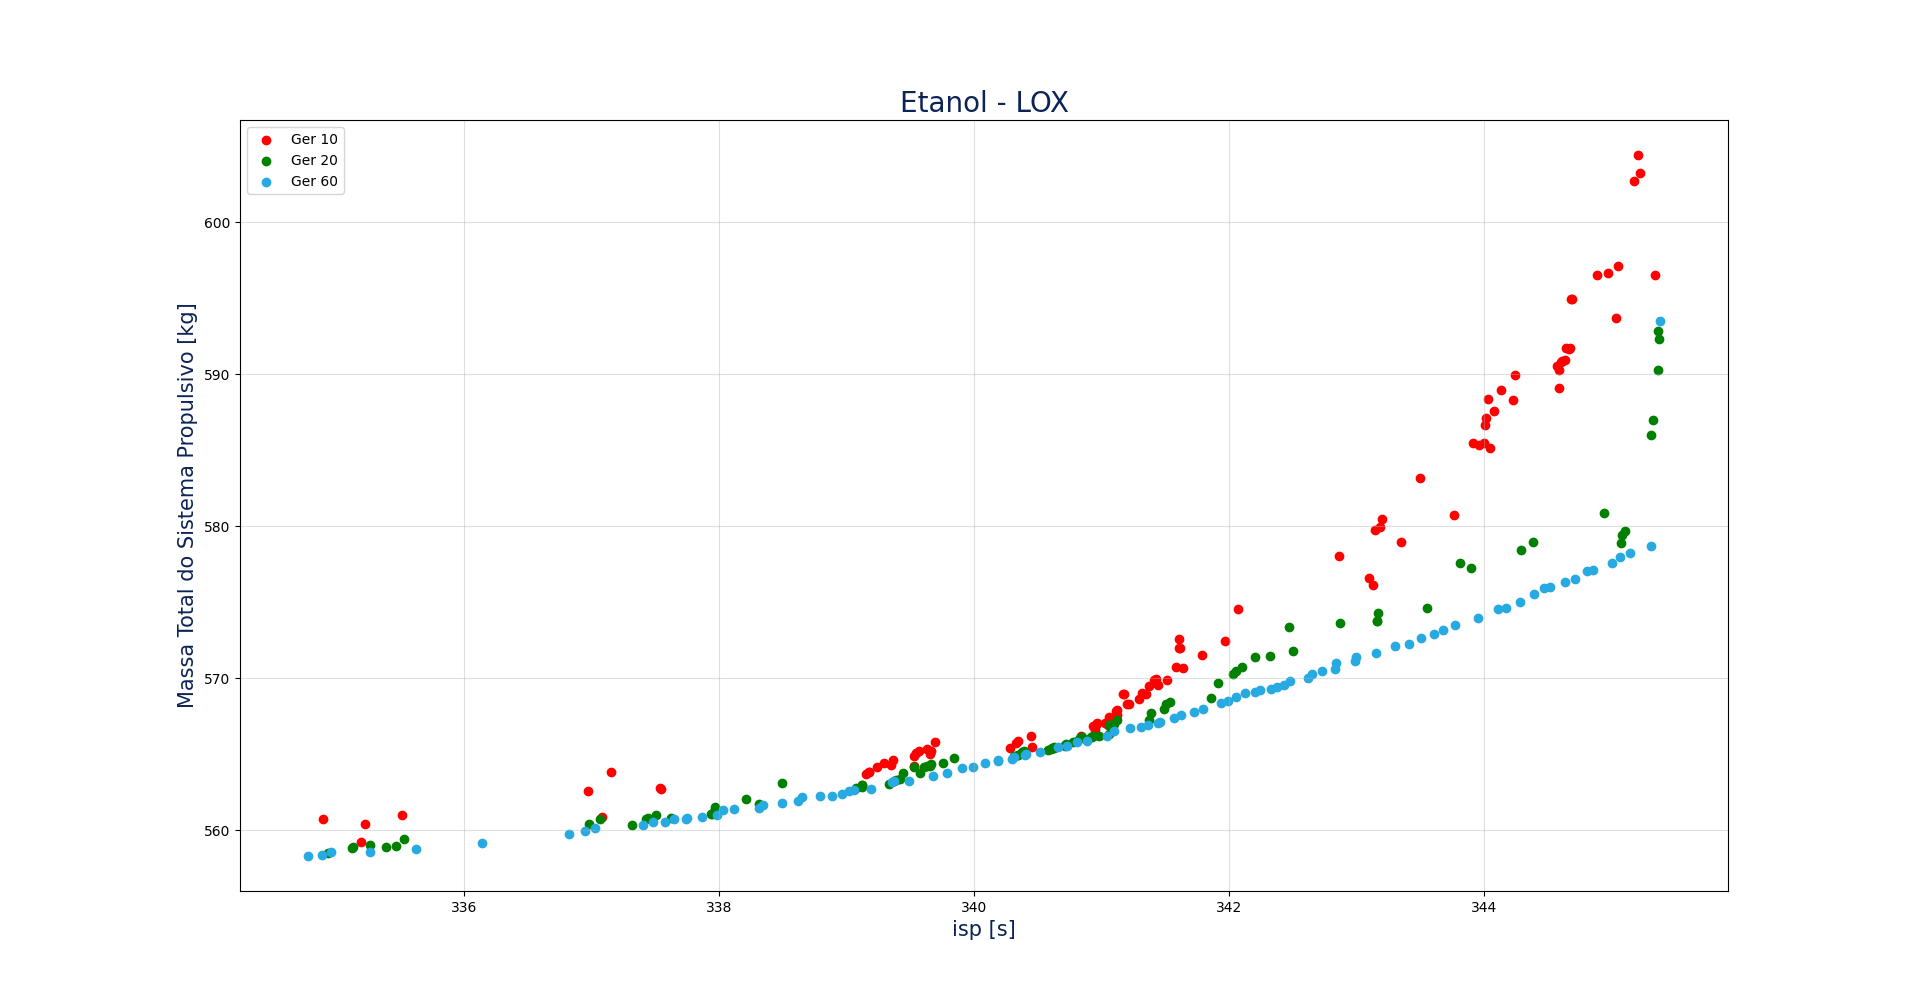 Etanol - LOX
Ger 10
Ger 20
Ger 60
Massa Total do Sistema Propulsivo [kg]
600
590
580
570
560
336 338 340 342 344
isp [s]